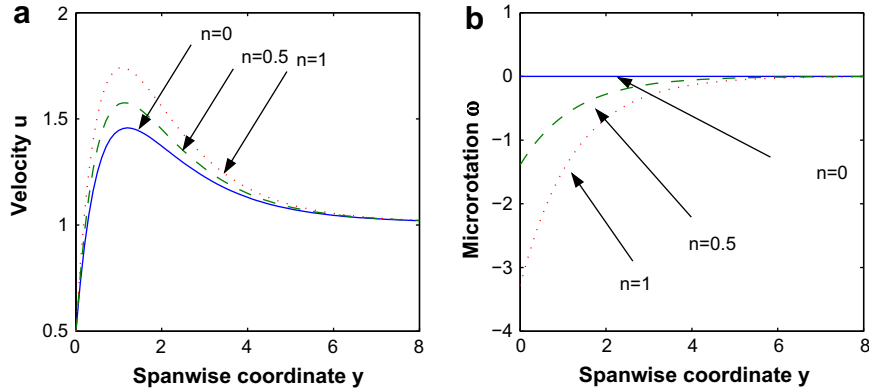 a
2
1.5
1
0.5
0
2
4
6
8
Velocity u
Spanwise coordinate y
n=0
n=0.5
n=1
b
1
0
−1
−2
−3
−4
0
2
4
6
8
Microrotation ω
Spanwise coordinate y
n=0
n=0.5
n=1